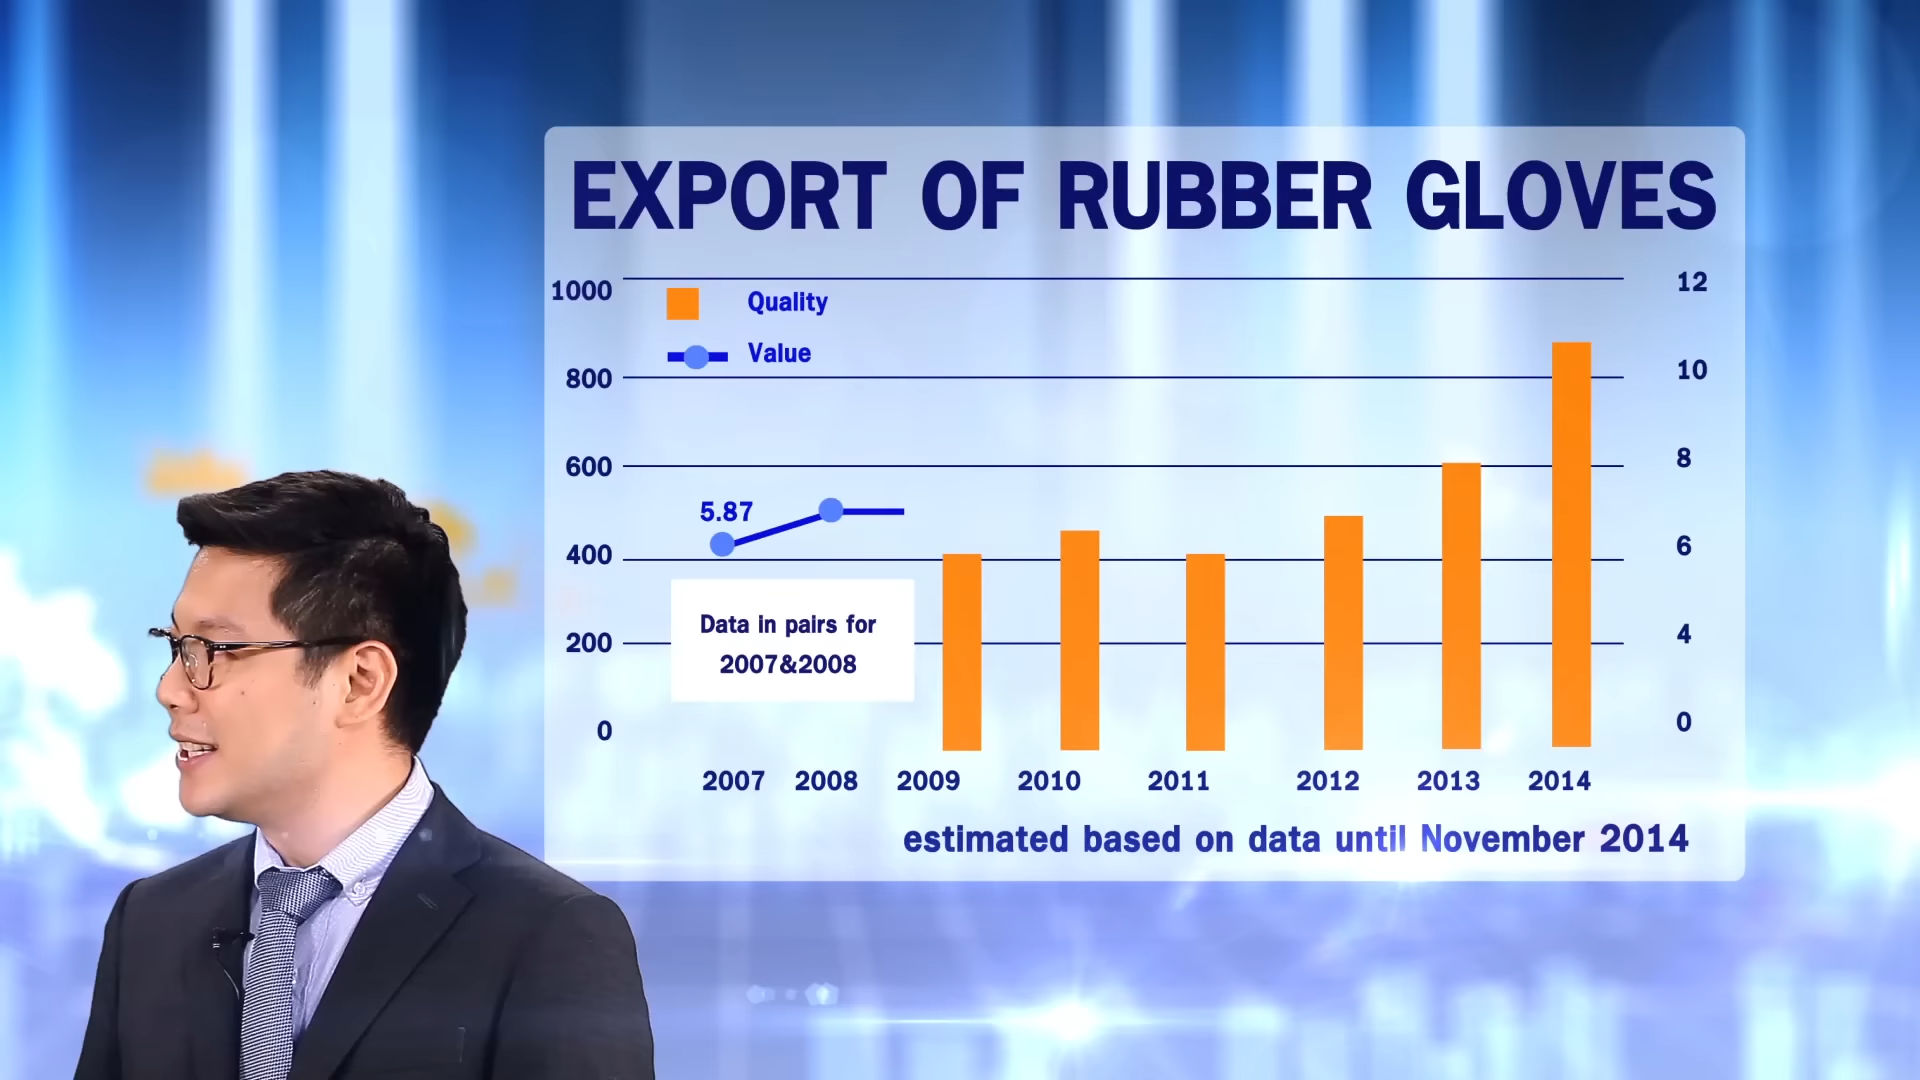 EXPORT OF RUBBER GLOVES
1000
800
600
400
200
0
Quality
Value
5.87
Data in pairs for
2007&2008
12
10
8
6
4
0
2007 2008 2009 2010 2011 2012 2013 2014
estimated based on data until November 2014